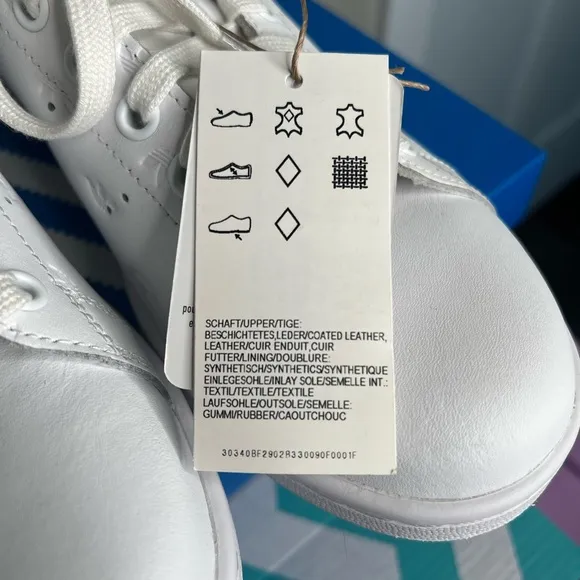 SCHAFT/UPPER/TIGE:
BESCHICHTETES,LEDER/COATED LEATHER,
LEATHER/CUIR ENDUIT,CUIR
FUTTER/LINING/DOUBLURE:
SYNTHETISCH/SYNTHETICS/SYNTHETIQUE
EINLEGESOHLE/INLAY SOLE/SEMELLE INT.:
TEXTIL/TEXTILE/TEXTILE
LAUFSOHLE/OUTSOLE/SEMELLE:
GUMMI/RUBBER/CAOUTCHOUC
30340BF2902R330090F0001F